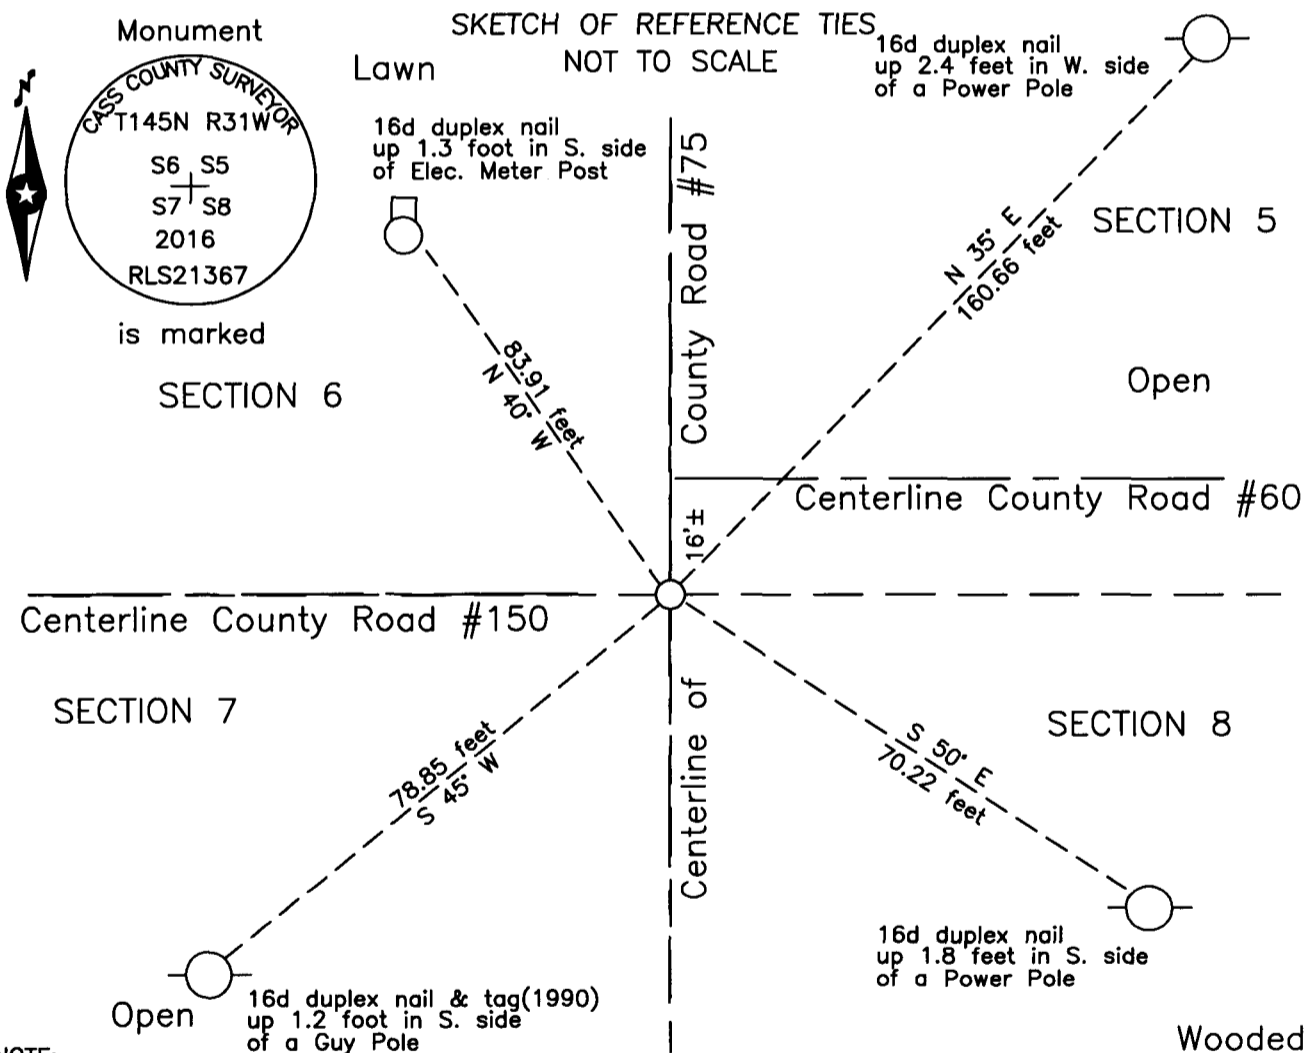 SKETCH OF REFERENCE TIES
NOT TO SCALE
Monument
N
CASS COUNTY SURVEYOR
T145N R31W
S6 S5
S7 S8
2016
RLS21367
is marked
Lawn
16d duplex nail
up 1.3 foot in S. side
of Elec. Meter Post
16d duplex nail
up 2.4 feet in W. side
of a Power Pole
County Road #75
N 35° E
160.66 feet
SECTION 5
83.91 feet
N 40° W
SECTION 6
Open
Centerline County Road #60
16'±
Centerline County Road #150
SECTION 7
Centerline of
SECTION 8
78.85 feet
S 45° W
S 50° E
70.22 feet
16d duplex nail
up 1.8 feet in S. side
of a Power Pole
Open
16d duplex nail & tag(1990)
up 1.2 foot in S. side
of a Guy Pole
Wooded
NOTE: